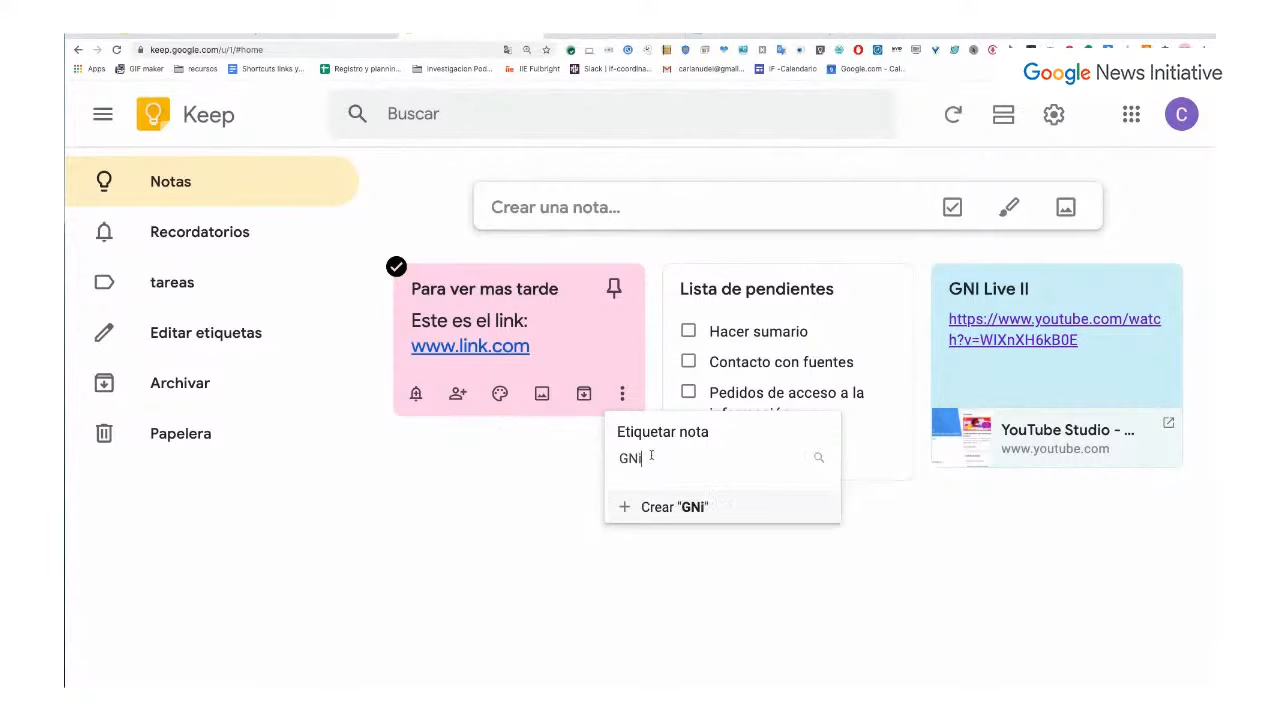 keep.google.com/u/1/#home
Apps GIF maker recursos Shortcuts links y... Registro y plannin... Investigacion Pod... IIE Fulbright Slack | if-coordina... carlanudel@gmail... IF -Calendario Google.com - Cal...
Google News Initiative
Keep
Buscar
C
Notas
Recordatorios
tareas
Editar etiquetas
Archivar
Papelera
Crear una nota...
Para ver mas tarde
Este es el link:
www.link.com
Lista de pendientes
Hacer sumario
Contacto con fuentes
Pedidos de acceso a la
información
GNI Live II
https://www.youtube.com/watc
h?v=WIXnXH6kB0E
YouTube Studio - ...
www.youtube.com
Etiquetar nota
GNi
Crear "GNi"